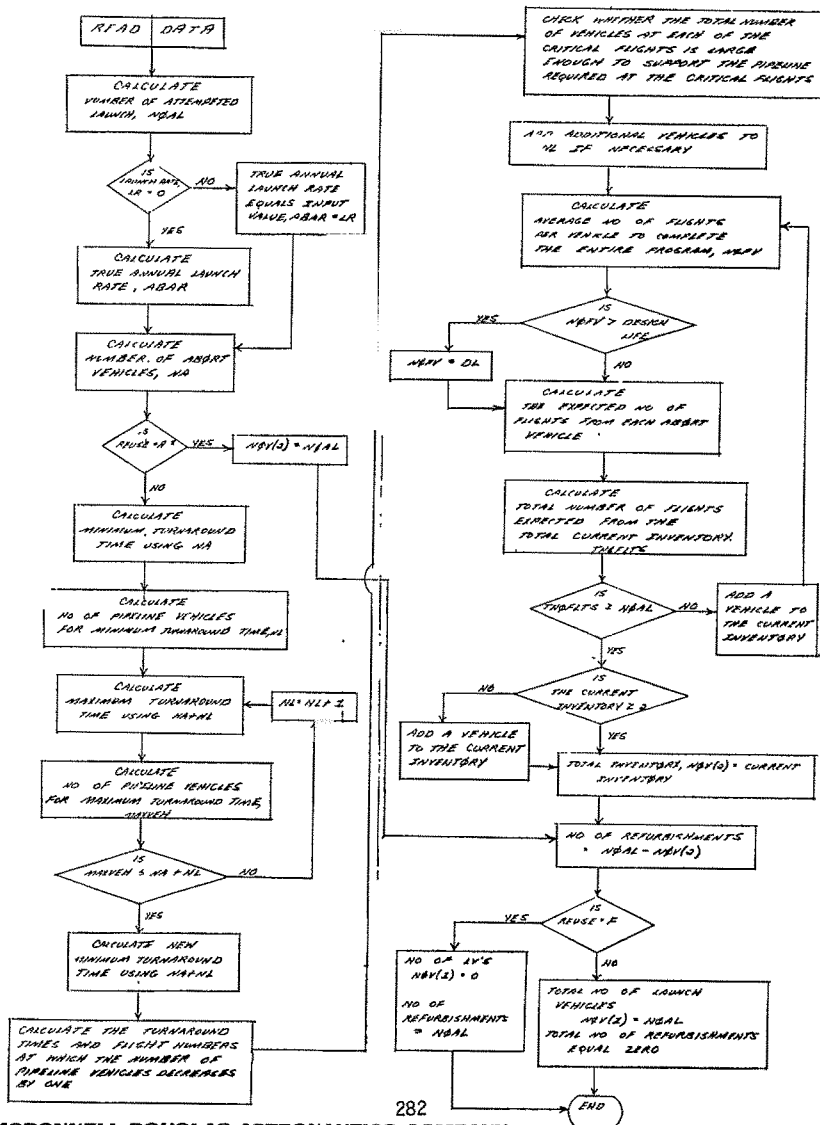 READ DATA
CALCULATE
NUMBER OF ATTEMPTED
LAUNCH, NØAL
IS
LAUNCH RATE,
LR = 0
NO
YES
TRUE ANNUAL
LAUNCH RATE
EQUALS INPUT
VALUE, ABAR = LR
CALCULATE
TRUE ANNUAL LAUNCH
RATE, ABAR
CALCULATE
NUMBER OF ABØRT
VEHICLES, NA
IS
REUSE =
YES
NO
NØV(2) = NØAL
CALCULATE
MINIMUM TURNAROUND
TIME USING NA
CALCULATE
NO OF PIPELINE VEHICLES
FOR MINIMUM TURNAROUND TIME, NL
CALCULATE
MAXIMUM TURNAROUND
TIME USING NA+NL
NL = NL + 1
CALCULATE
NO OF PIPELINE VEHICLES
FOR MAXIMUM TURNAROUND TIME,
MAXVEH
IS
MAXVEH ≤ NA + NL
NO
YES
CALCULATE NEW
MINIMUM TURNAROUND
TIME USING NA+NL
CALCULATE THE TURNAROUND
TIMES AND FLIGHT NUMBERS
AT WHICH THE NUMBER OF
PIPELINE VEHICLES DECREASES
BY ONE
CHECK WHETHER THE TOTAL NUMBER
OF VEHICLES AT EACH OF THE
CRITICAL FLIGHTS IS LARGE
ENOUGH TO SUPPORT THE PIPELINE
REQUIRED AT THE CRITICAL FLIGHTS
ADD ADDITIONAL VEHICLES TO
NL IF NECESSARY
CALCULATE
AVERAGE NO OF FLIGHTS
PER VEHICLE TO COMPLETE
THE ENTIRE PROGRAM, NØFV
IS
NØFV > DESIGN
LIFE
YES
NO
NØFV = DL
CALCULATE
THE EXPECTED NO OF
FLIGHTS FROM EACH ABØRT
VEHICLE
CALCULATE
TOTAL NUMBER OF FLIGHTS
EXPECTED FROM THE
TOTAL CURRENT INVENTORY.
TNØFLTS
IS
TNØFLTS ≥ NØAL
NO
YES
ADD A
VEHICLE TO
THE CURRENT
INVENTORY
IS
THE CURRENT
INVENTORY ≥ 2
NO
YES
ADD A VEHICLE
TO THE CURRENT
INVENTØRY
TOTAL INVENTØRY, NØV(2) = CURRENT
INVENTØRY
NO OF REFURBISHMENTS
= NØAL - NØV(2)
IS
REUSE = F
YES
NO
NO OF LV'S
NØV(1) = 0
NO OF
REFURBISHMENTS
= NØAL
TOTAL NO OF LAUNCH
VEHICLES
NØV(1) = NØAL
TOTAL NO OF REFURBISHMENTS
EQUAL ZERO
END
282